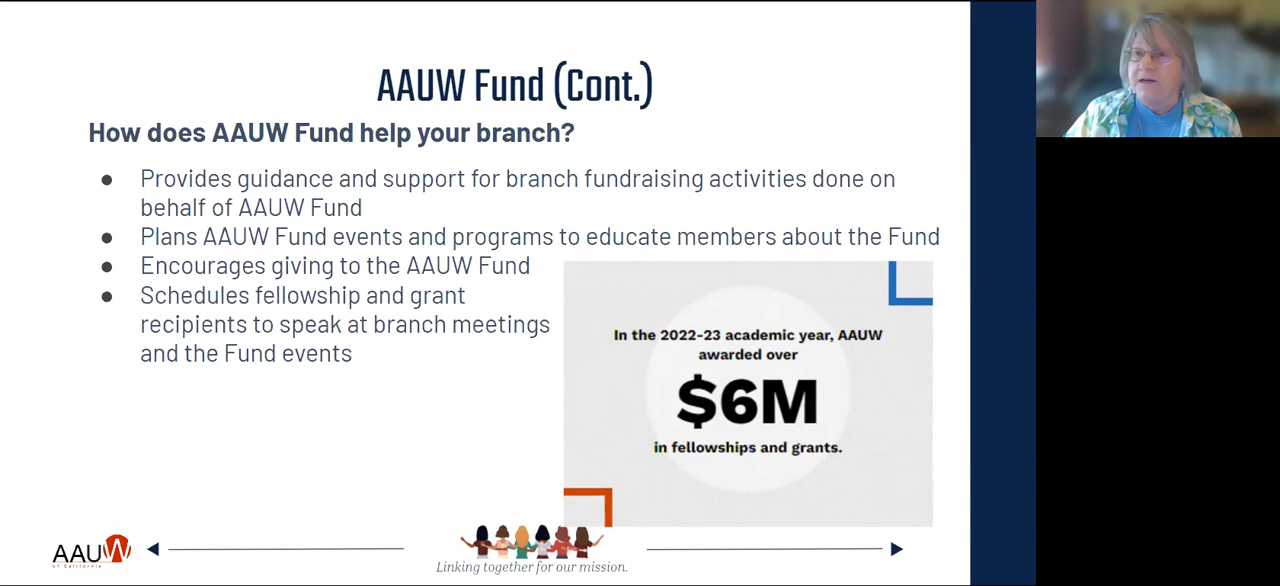 AAUW Fund (Cont.)
How does AAUW Fund help your branch?
● Provides guidance and support for branch fundraising activities done on
behalf of AAUW Fund
● Plans AAUW Fund events and programs to educate members about the Fund
● Encourages giving to the AAUW Fund
● Schedules fellowship and grant
recipients to speak at branch meetings
and the Fund events
In the 2022-23 academic year, AAUW
awarded over
$6M
in fellowships and grants.
AAUW
of California
Linking together for our mission.